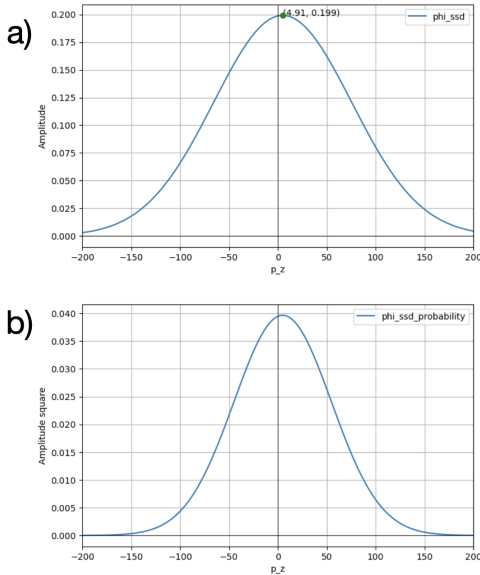 a)
(4.91, 0.199)
phi_ssd
0.200
0.175
0.150
0.125
0.100
0.075
0.050
0.025
0.000
Amplitude
−200 −150 −100 −50 0 50 100 150 200
p_z
b)
phi_ssd_probability
0.040
0.035
0.030
0.025
0.020
0.015
0.010
0.005
0.000
Amplitude square
−200 −150 −100 −50 0 50 100 150 200
p_z